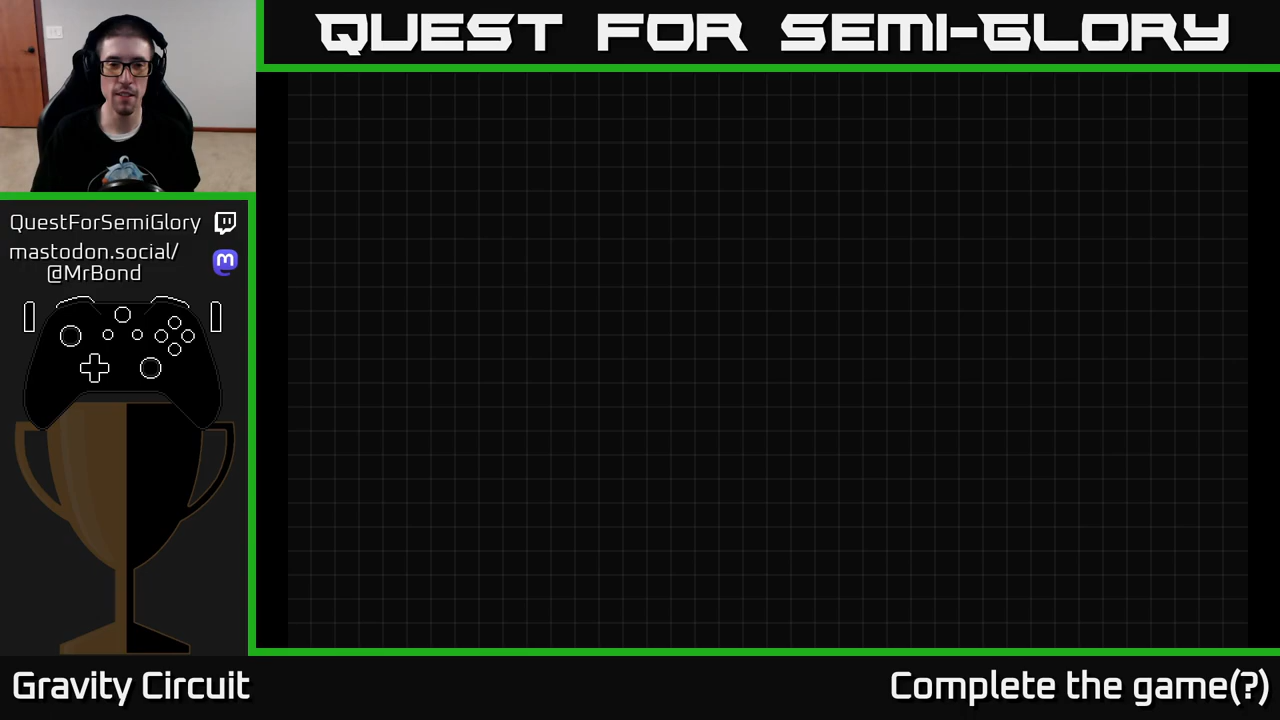 QUEST FOR SEMI-GLORY
QuestForSemiGlory
mastodon.social/
@MrBond
Gravity Circuit
Complete the game(?)